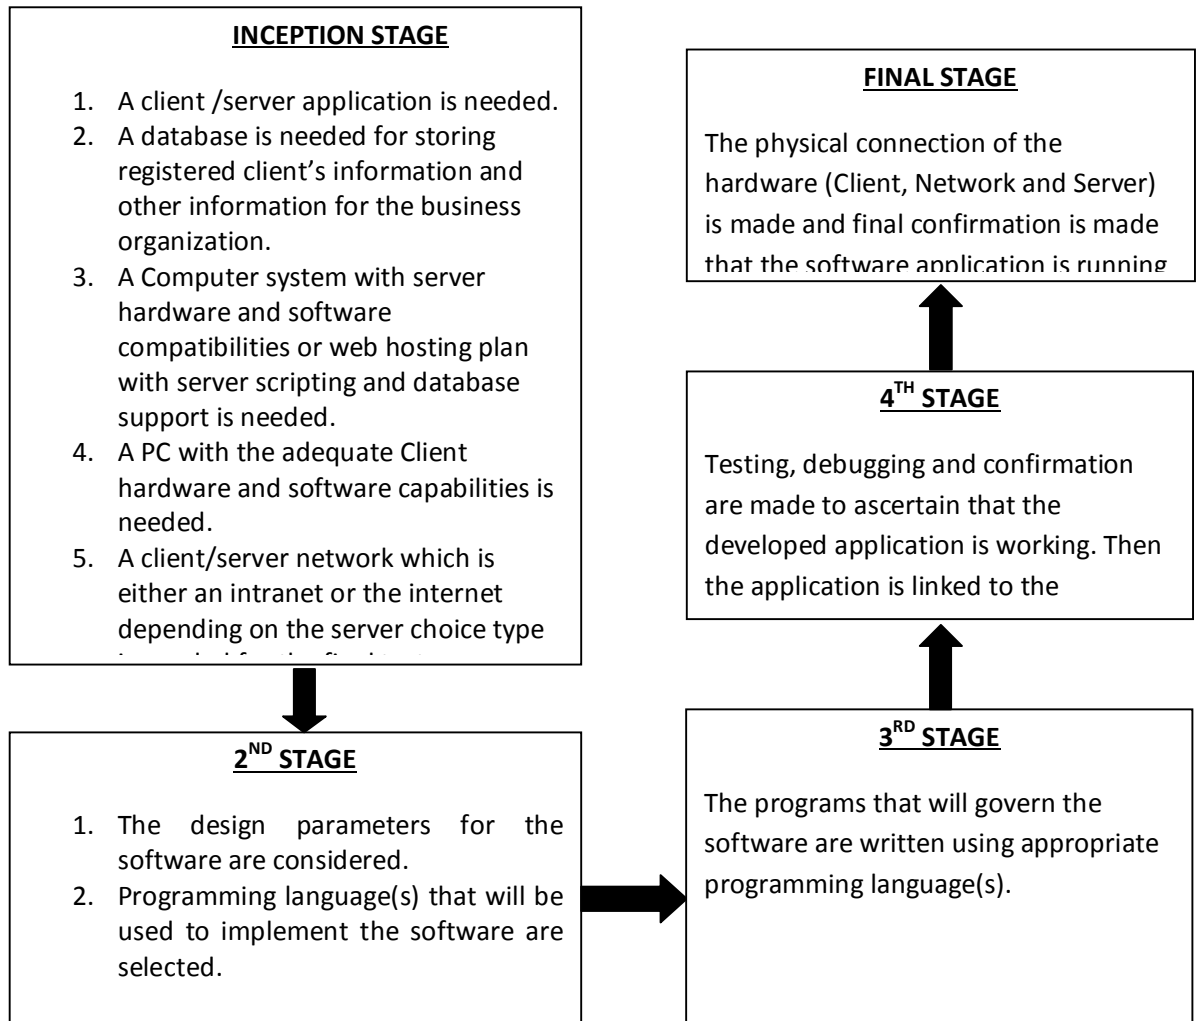 INCEPTION STAGE
1. A client /server application is needed.
2. A database is needed for storing
registered client’s information and
other information for the business
organization.
3. A Computer system with server
hardware and software
compatibilities or web hosting plan
with server scripting and database
support is needed.
4. A PC with the adequate Client
hardware and software capabilities is
needed.
5. A client/server network which is
either an intranet or the internet
depending on the server choice type
2ND STAGE
1. The design parameters for the
software are considered.
2. Programming language(s) that will be
used to implement the software are
selected.
3RD STAGE
The programs that will govern the
software are written using appropriate
programming language(s).
4TH STAGE
Testing, debugging and confirmation
are made to ascertain that the
developed application is working. Then
the application is linked to the
FINAL STAGE
The physical connection of the
hardware (Client, Network and Server)
is made and final confirmation is made
that the software application is running